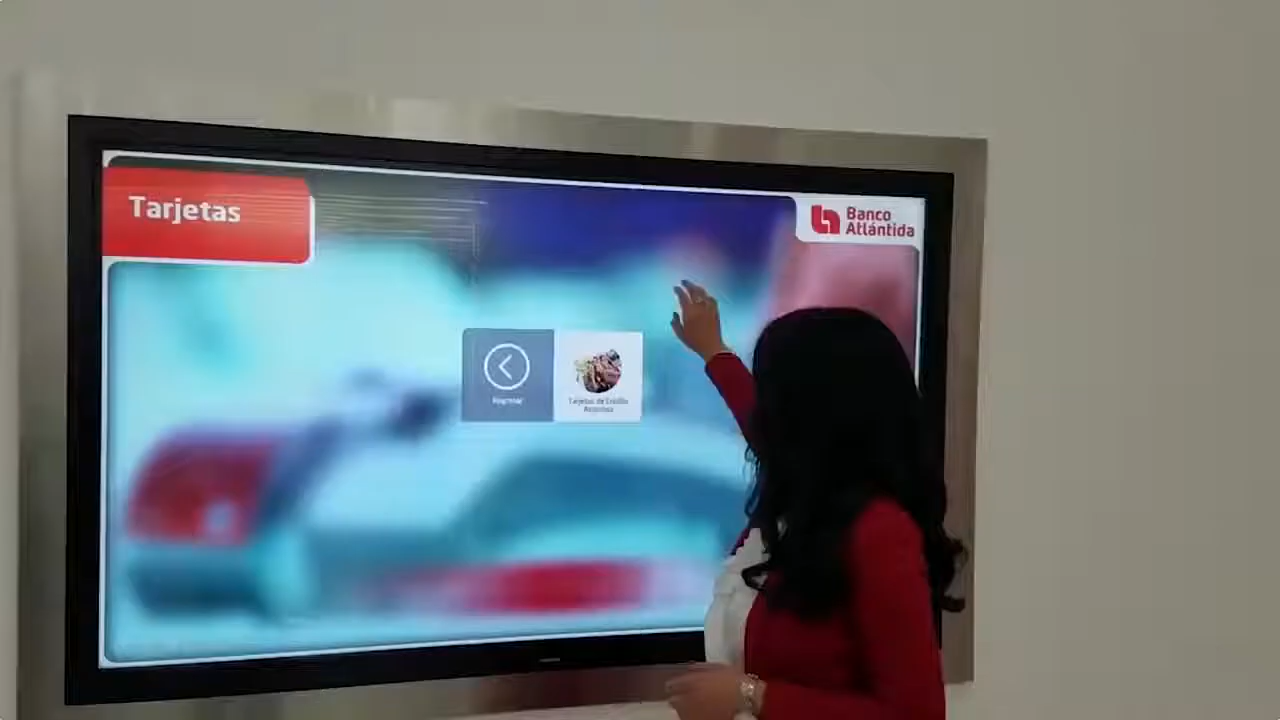 Tarjetas
Banco
Atlántida
Regresar
Tarjetas de Crédito